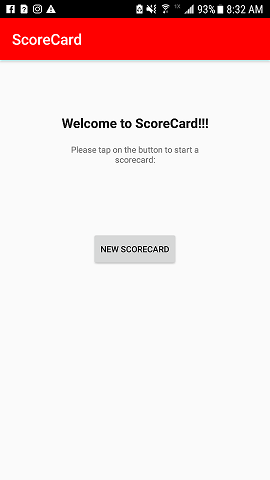 93% 8:32 AM
ScoreCard
Welcome to ScoreCard!!!
Please tap on the button to start a
scorecard:
NEW SCORECARD